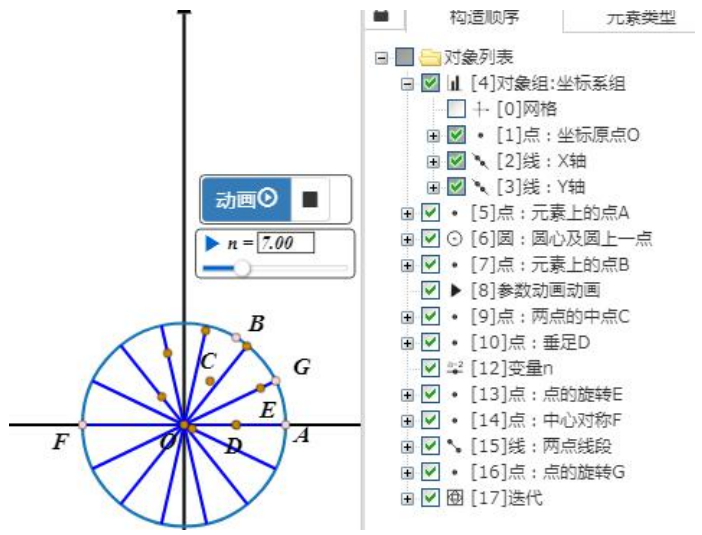 构造顺序 元素类型
对象列表
[4]对象组:坐标系组
[0]网格
[1]点：坐标原点O
[2]线：X轴
[3]线：Y轴
[5]点：元素上的点A
[6]圆：圆心及圆上一点
[7]点：元素上的点B
[8]参数动画动画
[9]点：两点的中点C
[10]点：垂足D
[12]变量n
[13]点：点的旋转E
[14]点：中心对称F
[15]线：两点线段
[16]点：点的旋转G
[17]迭代
动画
n = 7.00
B
G
C
E
F
O
D
A